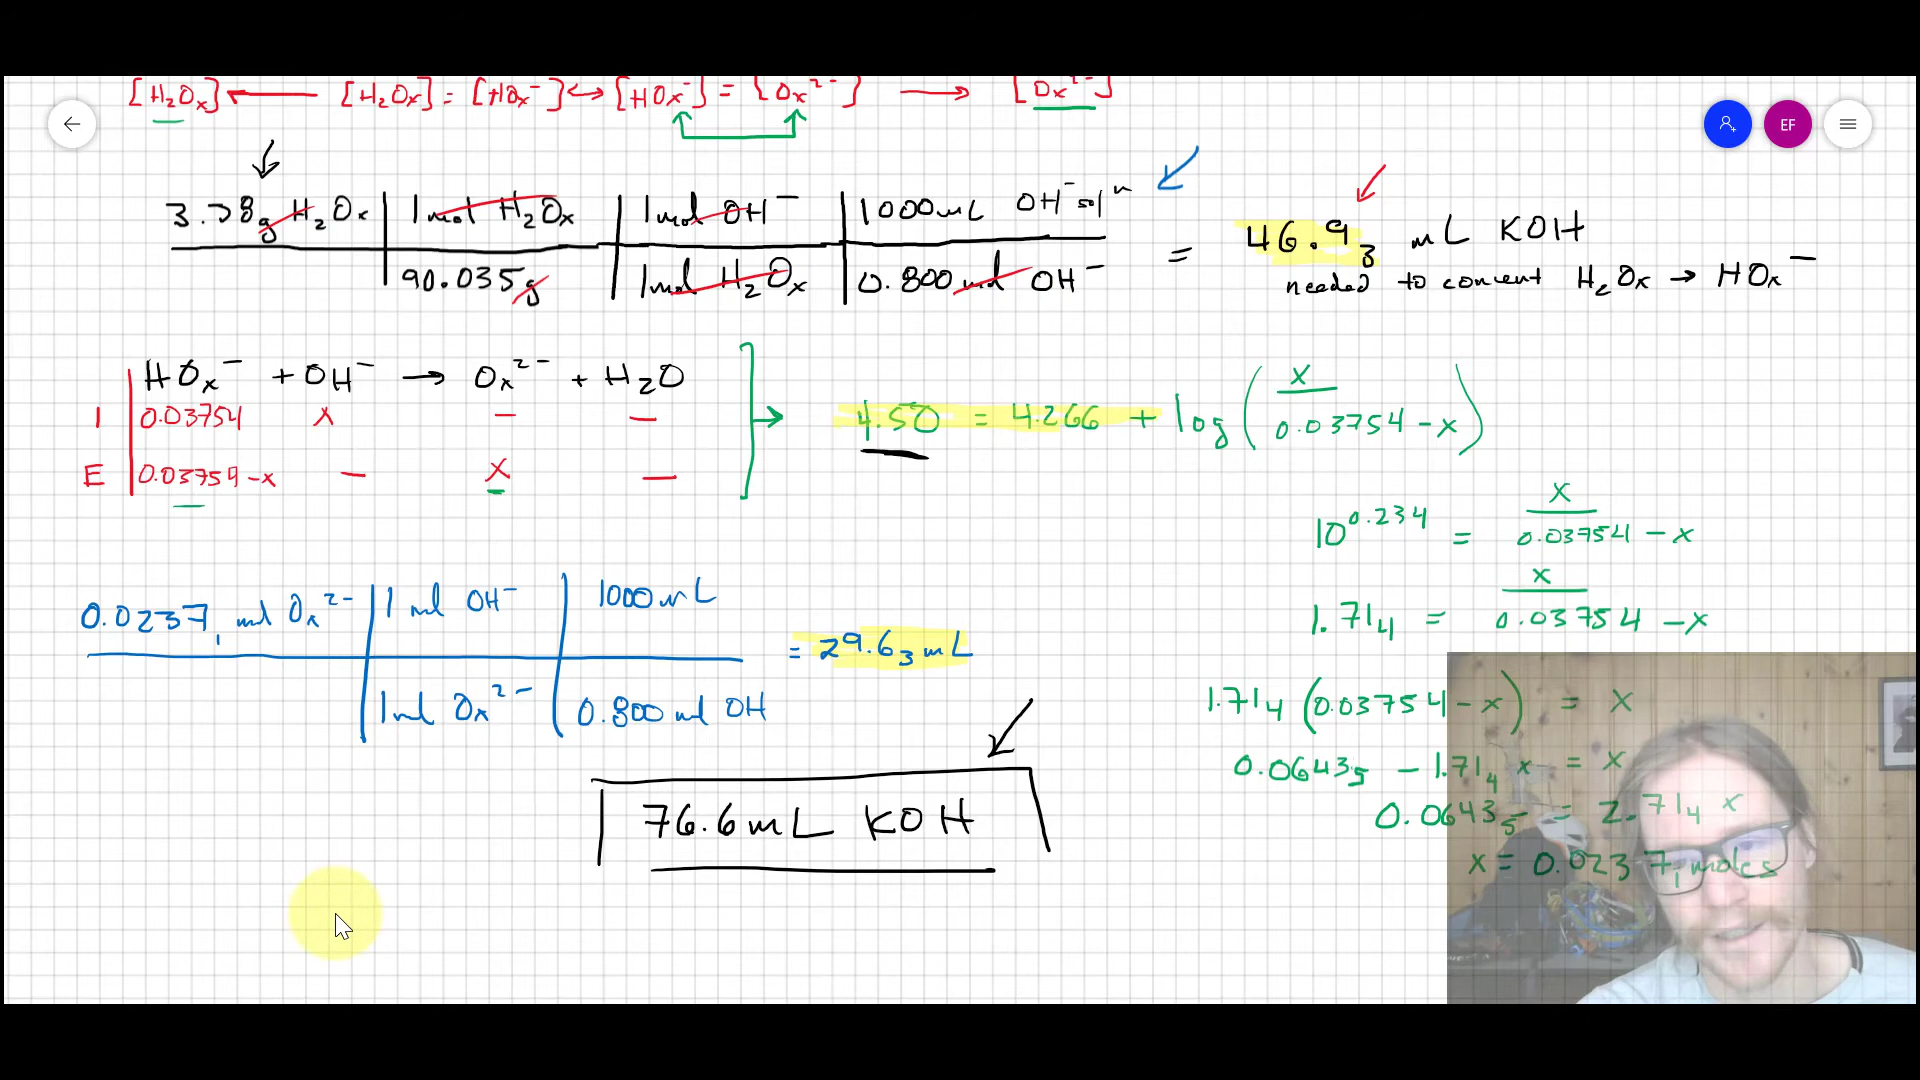 [H₂Oₓ] ← [H₂Oₓ] = [HOₓ⁻] ↔ [HOₓ⁻] = [Oₓ²⁻] → [Oₓ²⁻]
EF
3.38g H₂Oₓ | 1 mol H₂Oₓ | 1 mol OH⁻ | 1000 mL OH⁻ solⁿ
90.035g | 1 mol H₂Oₓ | 0.800 mol OH⁻
= 46.9₃ mL KOH
needed to convert H₂Oₓ → HOₓ⁻
HOₓ⁻ + OH⁻ → Oₓ²⁻ + H₂O
I 0.03754 x – –
E 0.03754-x – x –
4.50 = 4.266 + log (x / 0.03754-x)
10^0.234 = x / 0.03754-x
1.71₄ = x / 0.03754-x
1.71₄ (0.03754-x) = x
0.0643₅ - 1.71₄ x = x
0.0643₅ = 2.71₄ x
x = 0.0237₁ moles
0.0237₁ mol Oₓ²⁻ | 1 mol OH⁻ | 1000 mL
1 mol Oₓ²⁻ | 0.800 mol OH
= 29.6₃ mL
76.6 mL KOH